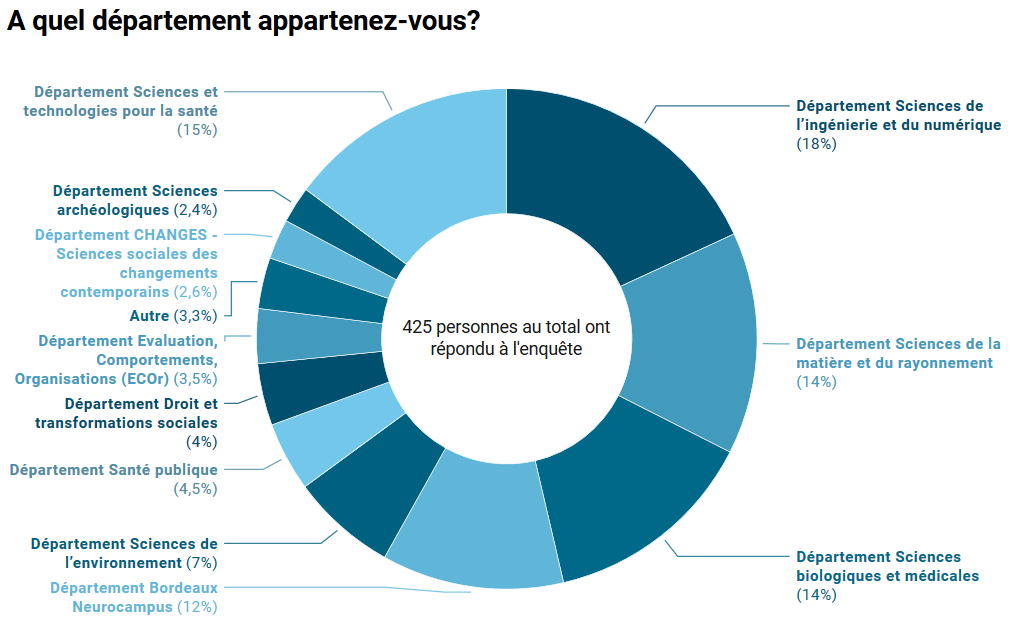 A quel département appartenez-vous?
Département Sciences et
technologies pour la santé
(15%)
Département Sciences
archéologiques (2,4%)
Département CHANGES -
Sciences sociales des
changements
contemporains (2,6%)
Autre (3,3%)
Département Evaluation,
Comportements,
Organisations (ECOr) (3,5%)
Département Droit et
transformations sociales
(4%)
Département Santé publique
(4,5%)
Département Sciences de
l’environnement (7%)
Département Bordeaux
Neurocampus (12%)
425 personnes au total ont
répondu à l'enquête
Département Sciences de
l’ingénierie et du numérique
(18%)
Département Sciences de la
matière et du rayonnement
(14%)
Département Sciences
biologiques et médicales
(14%)